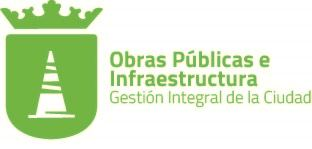 Obras Públicas e
Infraestructura
Gestión Integral de la Ciudad